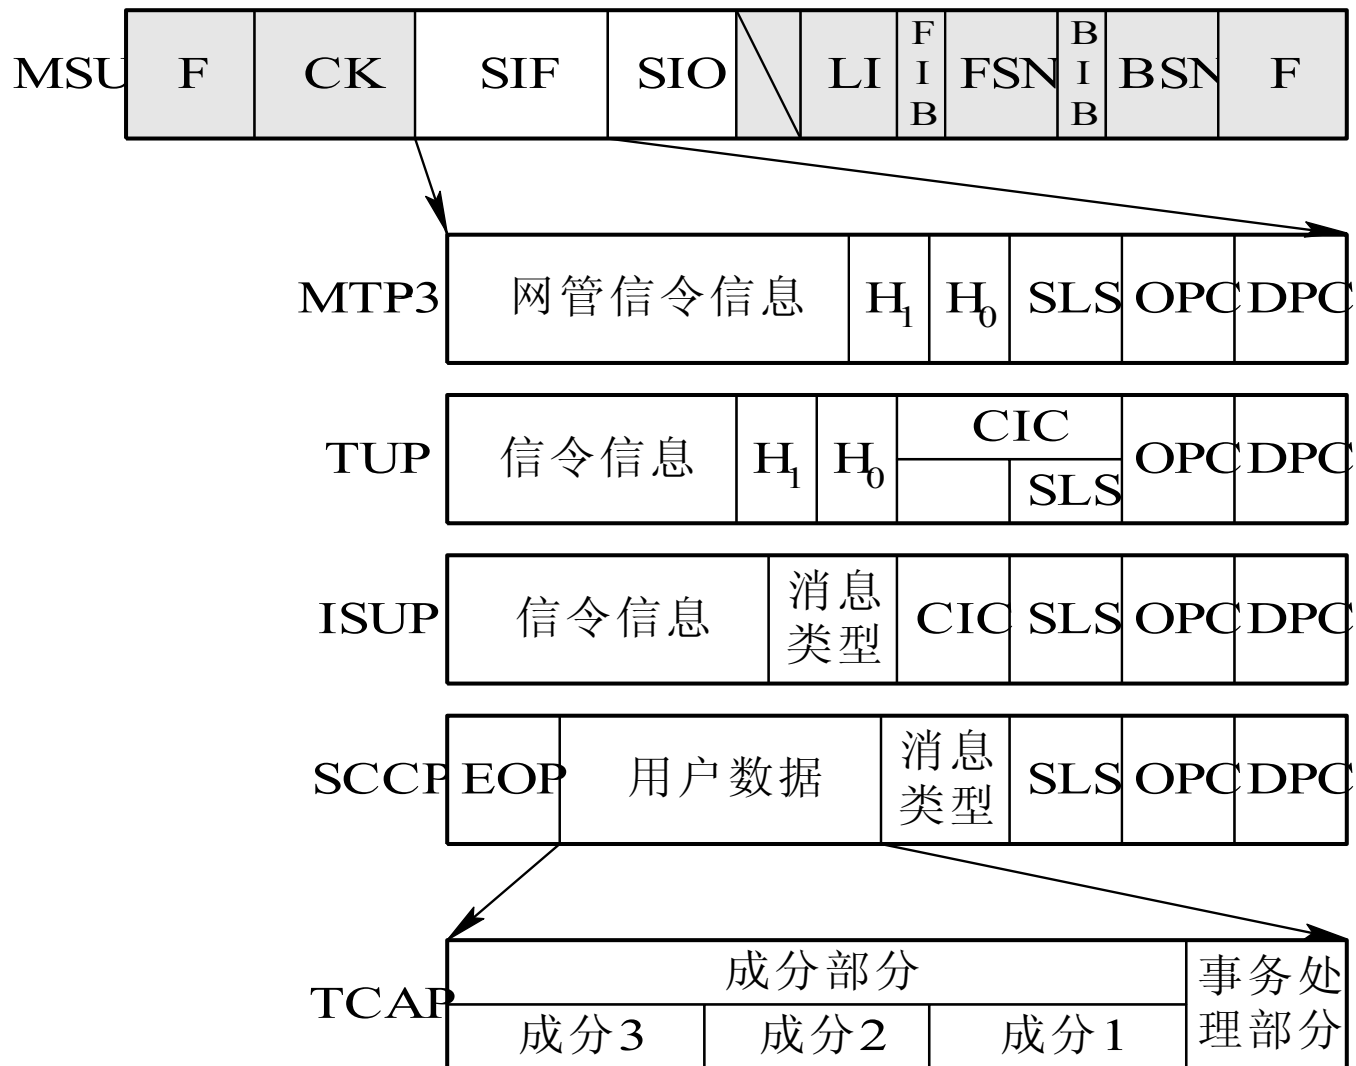 MSU F CK SIF SIO LI FIB FSN BIB BSN F
MTP3 网管信令信息 H1 H0 SLS OPC DPC
TUP 信令信息 H1 H0 CIC SLS OPC DPC
ISUP 信令信息 消息类型 CIC SLS OPC DPC
SCCP EOP 用户数据 消息类型 SLS OPC DPC
TCAP 成分部分 事务处理部分
成分3 成分2 成分1